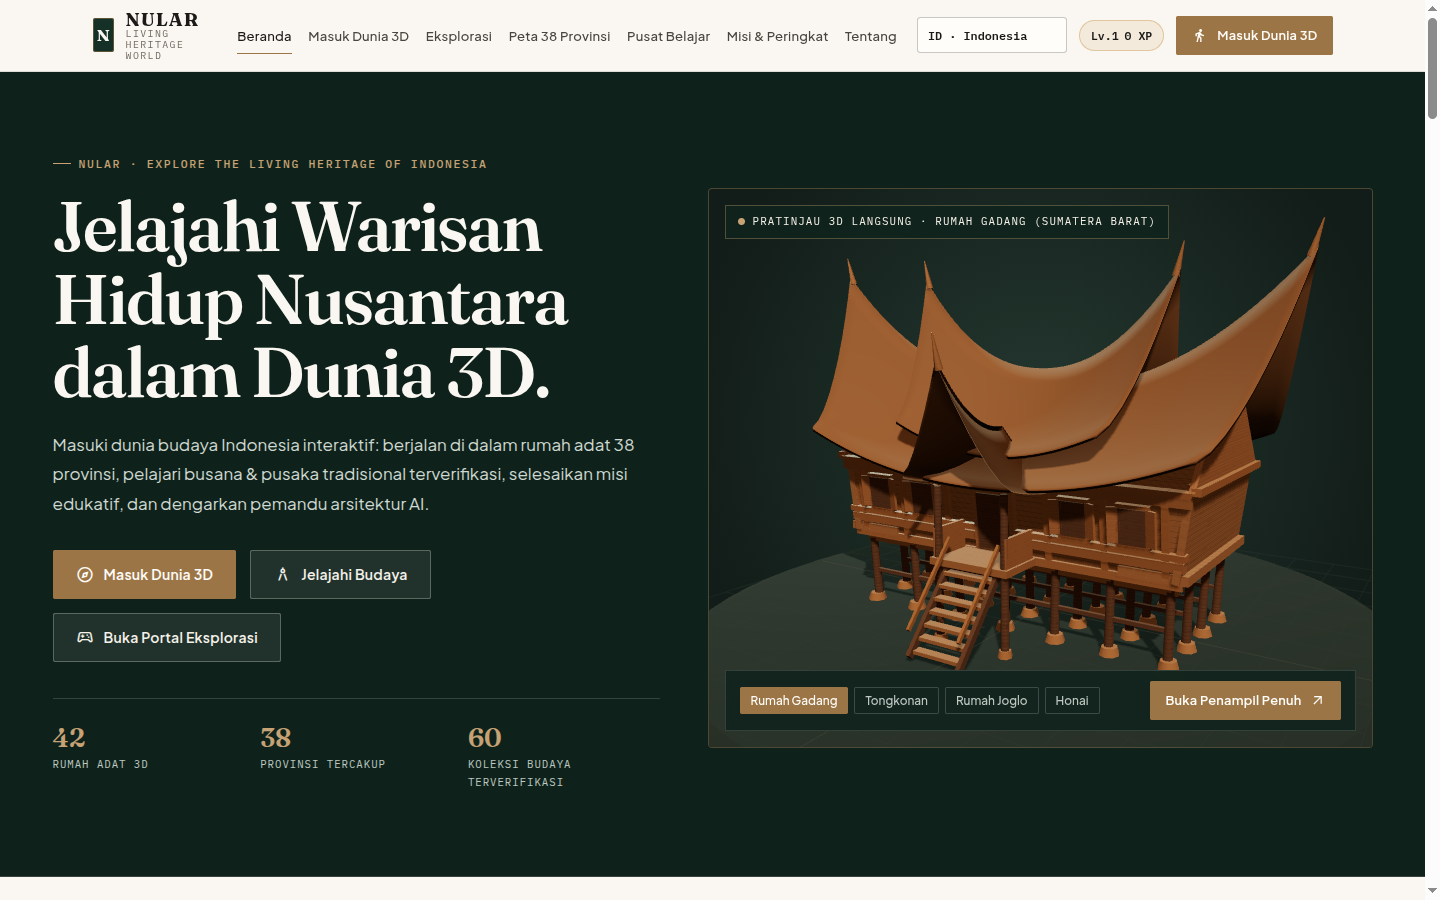 N
NULAR
LIVING
HERITAGE
WORLD
Beranda
Masuk Dunia 3D
Eksplorasi
Peta 38 Provinsi
Pusat Belajar
Misi & Peringkat
Tentang
ID · Indonesia
Lv.1 0 XP
Masuk Dunia 3D
NULAR · EXPLORE THE LIVING HERITAGE OF INDONESIA
Jelajahi Warisan
Hidup Nusantara
dalam Dunia 3D.
Masuki dunia budaya Indonesia interaktif: berjalan di dalam rumah adat 38
provinsi, pelajari busana & pusaka tradisional terverifikasi, selesaikan misi
edukatif, dan dengarkan pemandu arsitektur AI.
Masuk Dunia 3D
Jelajahi Budaya
Buka Portal Eksplorasi
42
RUMAH ADAT 3D
38
PROVINSI TERCAKUP
60
KOLEKSI BUDAYA
TERVERIFIKASI
PRATINJAU 3D LANGSUNG · RUMAH GADANG (SUMATERA BARAT)
Rumah Gadang
Tongkonan
Rumah Joglo
Honai
Buka Penampil Penuh